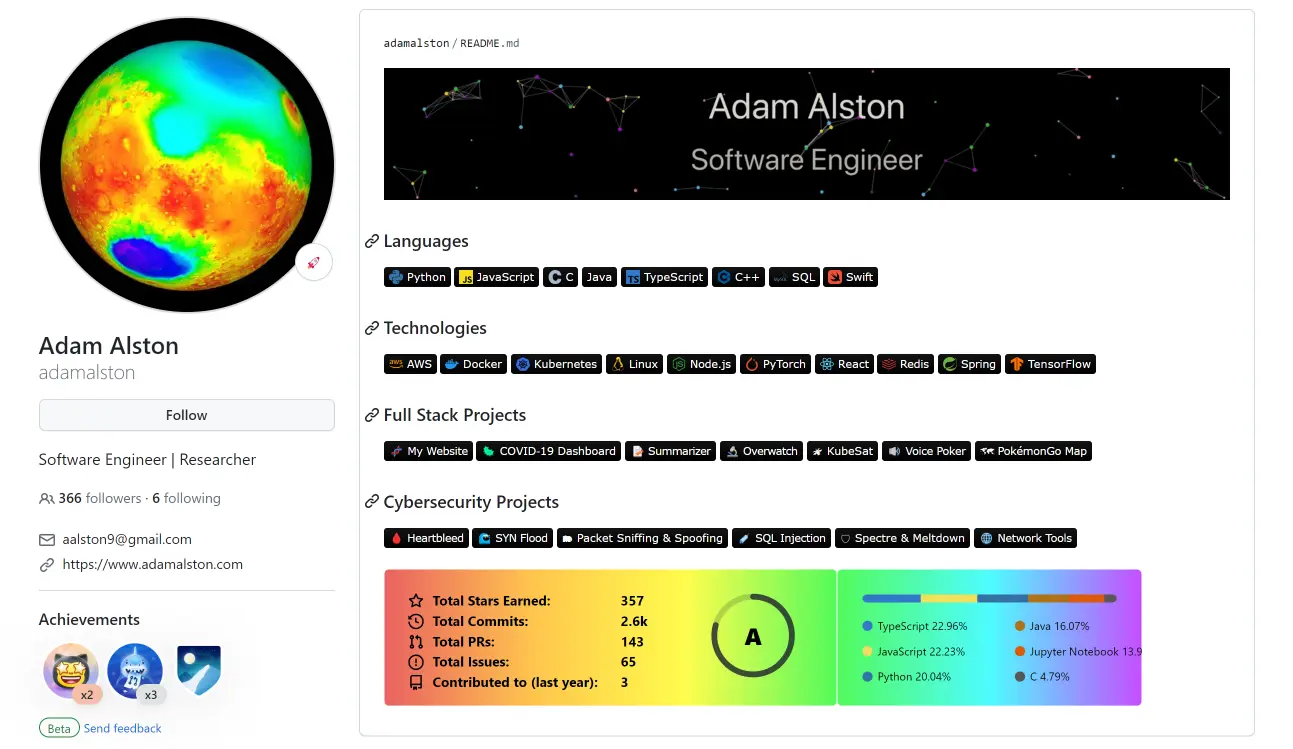 adamalston / README.md
Adam Alston
Software Engineer
Languages
Python JavaScript C Java TypeScript C++ SQL Swift
Technologies
AWS Docker Kubernetes Linux Node.js PyTorch React Redis Spring TensorFlow
Full Stack Projects
My Website COVID-19 Dashboard Summarizer Overwatch KubeSat Voice Poker PokémonGo Map
Cybersecurity Projects
Heartbleed SYN Flood Packet Sniffing & Spoofing SQL Injection Spectre & Meltdown Network Tools
Total Stars Earned: 357
Total Commits: 2.6k
Total PRs: 143
Total Issues: 65
Contributed to (last year): 3
A
TypeScript 22.96% Java 16.07%
JavaScript 22.23% Jupyter Notebook 13.9
Python 20.04% C 4.79%
Adam Alston
adamalston
Follow
Software Engineer | Researcher
366 followers · 6 following
aalston9@gmail.com
https://www.adamalston.com
Achievements
x2 x3
Beta Send feedback